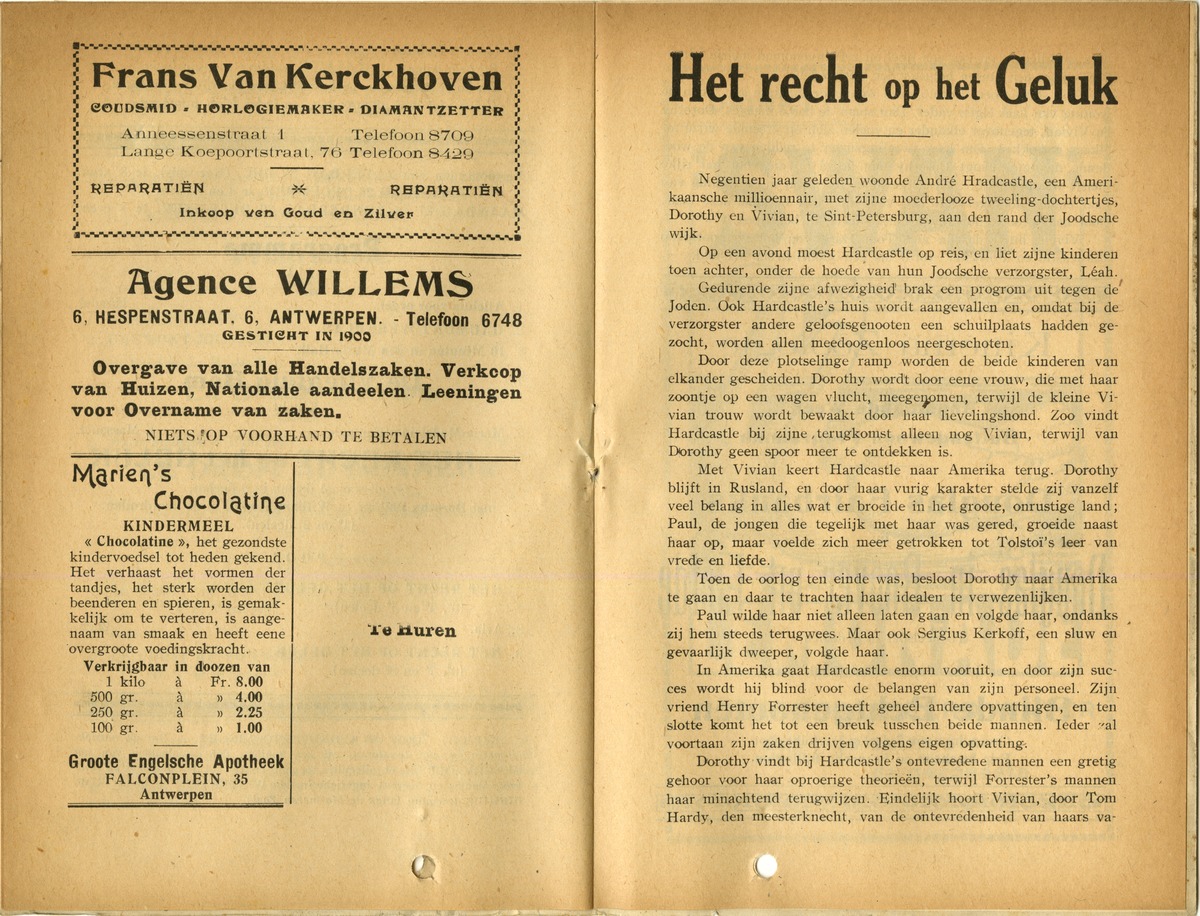 Frans Van Kerckhoven
GOUDSMID - HORLOGIEMAKER - DIAMANTZETTER
Anneessenstraat 1 Telefoon 8709
Lange Koepoortstraat, 76 Telefoon 8429
REPARATIËN REPARATIËN
Inkoop van Goud en Zilver
Agence WILLEMS
6, HESPENSTRAAT, 6, ANTWERPEN. - Telefoon 6748
GESTICHT IN 1900
Overgave van alle Handelszaken. Verkoop
van Huizen, Nationale aandeelen. Leeningen
voor Overname van zaken.
NIETS OP VOORHAND TE BETALEN
Marien's
Chocolatine
KINDERMEEL
« Chocolatine », het gezondste
kindervoedsel tot heden gekend.
Het verhaast het vormen der
tandjes, het sterk worden der
beenderen en spieren, is gemak-
kelijk om te verteren, is aange-
naam van smaak en heeft eene
overgroote voedingskracht.
Verkrijgbaar in doozen van
1 kilo à Fr. 8.00
500 gr. à » 4.00
250 gr. à » 2.25
100 gr. à » 1.00
Groote Engelsche Apotheek
FALCONPLEIN, 35
Antwerpen
Te Huren
Het recht op het Geluk
Negentien jaar geleden woonde André Hradcastle, een Ameri-
kaansche millioennair, met zijne moederlooze tweeling-dochtertjes,
Dorothy en Vivian, te Sint-Petersburg, aan den rand der Joodsche
wijk.
Op een avond moest Hardcastle op reis, en liet zijne kinderen
toen achter, onder de hoede van hun Joodsche verzorgster, Léah.
Gedurende zijne afwezigheid brak een progrom uit tegen de
Joden. Ook Hardcastle's huis wordt aangevallen en, omdat bij de
verzorgster andere geloofsgenooten een schuilplaats hadden ge-
zocht, worden allen meedoogenloos neergeschoten.
Door deze plotselinge ramp worden de beide kinderen van
elkander gescheiden. Dorothy wordt door eene vrouw, die met haar
zoontje op een wagen vlucht, meegenomen, terwijl de kleine Vi-
vian trouw wordt bewaakt door haar lievelingshond. Zoo vindt
Hardcastle bij zijne terugkomst alleen nog Vivian, terwijl van
Dorothy geen spoor meer te ontdekken is.
Met Vivian keert Hardcastle naar Amerika terug. Dorothy
blijft in Rusland, en door haar vurig karakter stelde zij vanzelf
veel belang in alles wat er broeide in het groote, onrustige land ;
Paul, de jongen die tegelijk met haar was gered, groeide naast
haar op, maar voelde zich meer getrokken tot Tolstoï's leer van
vrede en liefde.
Toen de oorlog ten einde was, besloot Dorothy naar Amerika
te gaan en daar te trachten haar idealen te verwezenlijken.
Paul wilde haar niet alleen laten gaan en volgde haar, ondanks
zij hem steeds terugwees. Maar ook Sergius Kerkoff, een sluw en
gevaarlijk dweeper, volgde haar.
In Amerika gaat Hardcastle enorm vooruit, en door zijn suc-
ces wordt hij blind voor de belangen van zijn personeel. Zijn
vriend Henry Forrester heeft geheel andere opvattingen, en ten
slotte komt het tot een breuk tusschen beide mannen. Ieder zal
voortaan zijn zaken drijven volgens eigen opvatting.
Dorothy vindt bij Hardcastle's ontevredene mannen een gretig
gehoor voor haar oproerige theorieën, terwijl Forrester's mannen
haar minachtend terugwijzen. Eindelijk hoort Vivian, door Tom
Hardy, den meesterknecht, van de ontevredenheid van haars va-